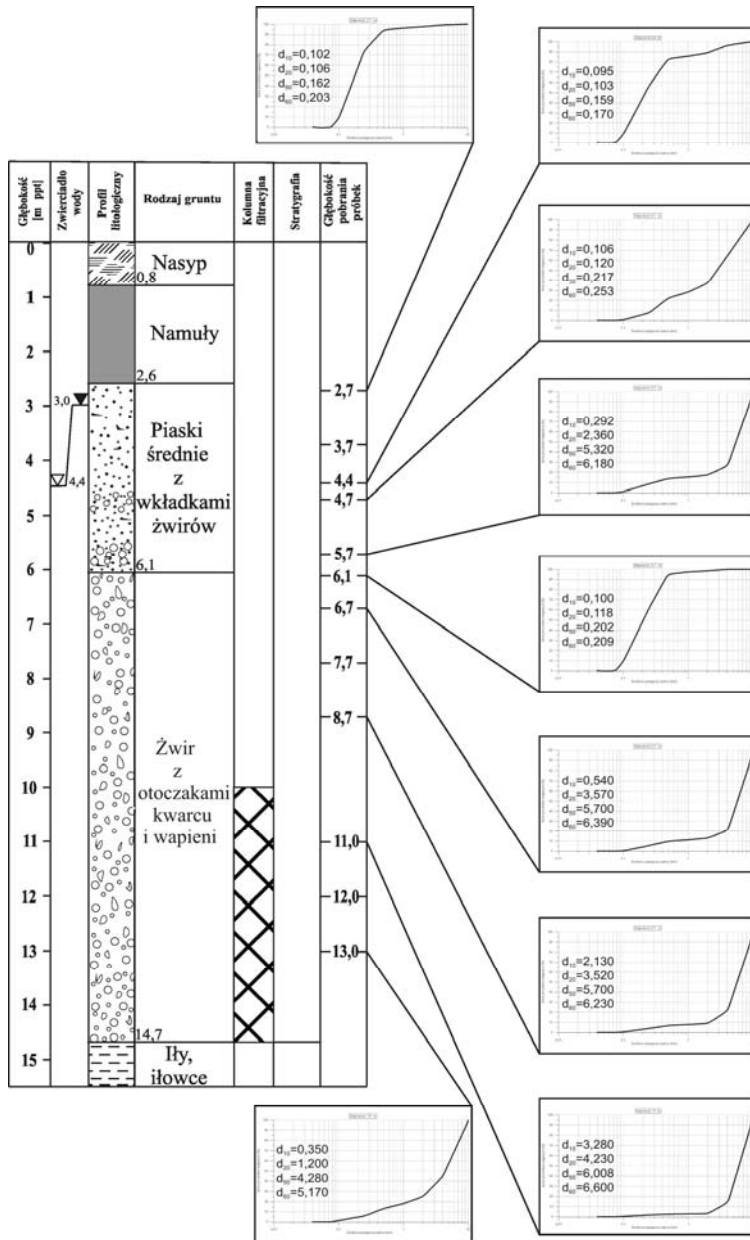 d10=0,102
d20=0,106
d50=0,162
d60=0,203
d10=0,095
d20=0,103
d50=0,159
d60=0,170
d10=0,106
d20=0,120
d50=0,217
d60=0,253
d10=0,292
d20=2,360
d50=5,320
d60=6,180
d10=0,100
d20=0,118
d50=0,202
d60=0,209
d10=0,540
d20=3,570
d50=5,700
d60=6,390
d10=2,130
d20=3,520
d50=5,700
d60=6,230
d10=3,280
d20=4,230
d50=6,008
d60=6,600
d10=0,350
d20=1,200
d50=4,280
d60=5,170
Głębokość
[m ppt]
Zwierciadło
wody
Profil
litologiczny
Rodzaj gruntu
Kolumna
filtracyjna
Stratygrafia
Głębokość
pobrania
próbek
0
Nasyp
0,8
1
Namuły
2
2,6
2,7
3,0
3
Piaski
średnie
z
wkładkami
żwirów
3,7
4
4,4
4,4
4,7
5
5,7
6,1
6
6,1
6,7
7
7,7
8
8,7
9
Żwir
z
otoczakami
kwarcu
i wapieni
10
11
11,0
12
12,0
13
13,0
14
14,7
15
Iły,
iłowce